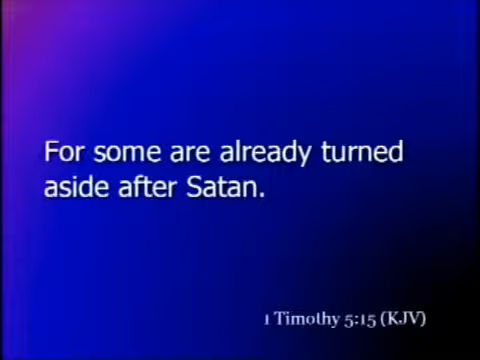 For some are already turned
aside after Satan.
1 Timothy 5:15 (KJV)